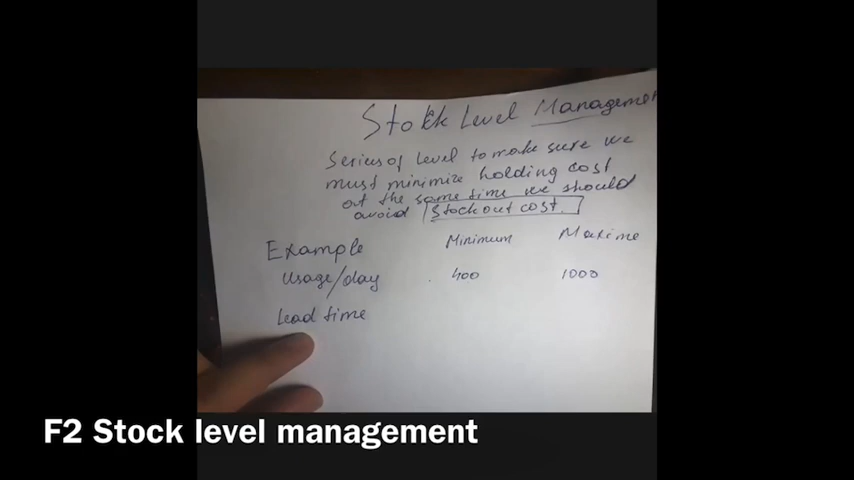 Stock Level Management
Series of level to make sure we
must minimize holding cost
at the same time we should
avoid stockout cost.
Example Minimum Maxime
Usage/day 400 1000
Lead time
F2 Stock level management